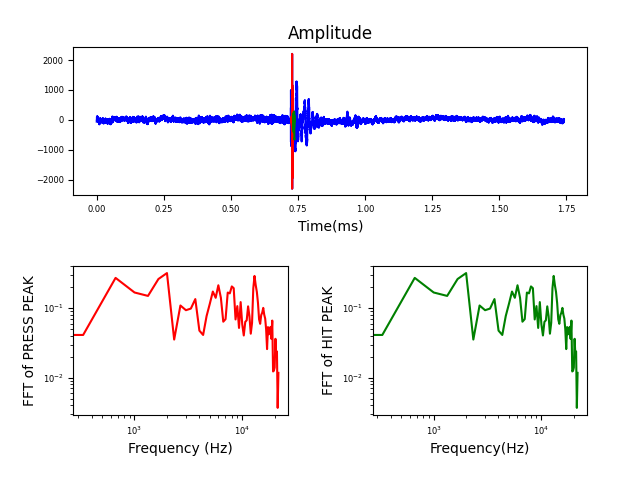 Amplitude
2000
1000
0
−1000
−2000
0.00 0.25 0.50 0.75 1.00 1.25 1.50 1.75
Time(ms)
FFT of PRESS PEAK
10⁻¹
10⁻²
10³ 10⁴
Frequency (Hz)
FFT of HIT PEAK
10⁻¹
10⁻²
10³ 10⁴
Frequency(Hz)